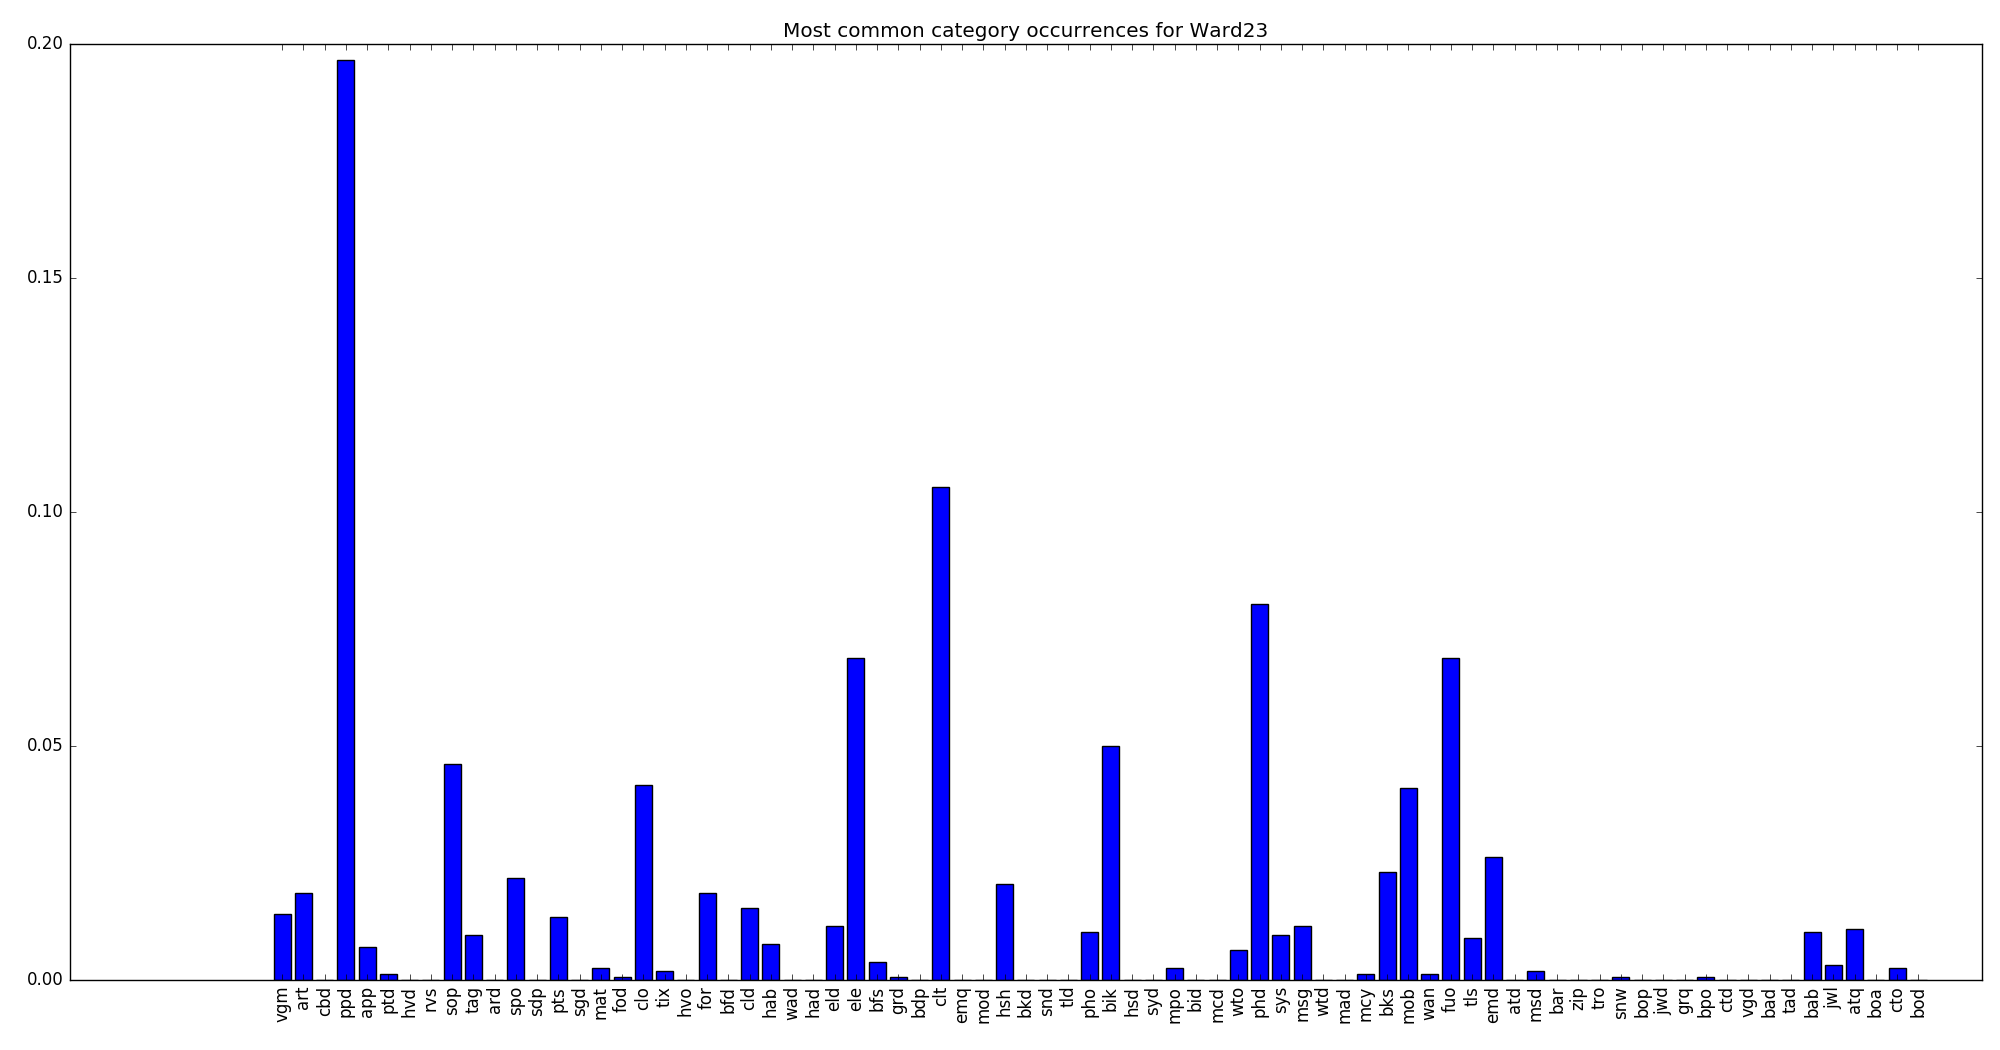 Most common category occurrences for Ward23
0.20
0.15
0.10
0.05
0.00
vgm art cbd ppd app ptd hvd rvs sop tag ard spo sdp pts sgd mat fod clo tix hvo for bfd cld hab wad had eld ele bfs grd bdp clt emq mod hsh bkd snd tld pho bik hsd syd mpo bid mcd wto phd sys msg wtd mad mcy bks mob wan fuo tls emd atd msd bar zip tro snw bop jwd grq bpo ctd vgd bad tad bab jwl atq boa cto bod